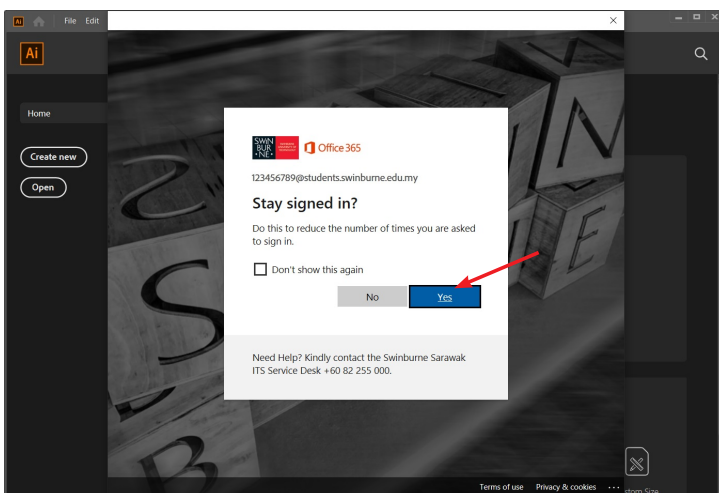 Ai
File Edit
Ai
Home
Create new
Open
SWIN
BUR
•NE•
Office 365
123456789@students.swinburne.edu.my
Stay signed in?
Do this to reduce the number of times you are asked
to sign in.
Don't show this again
No
Yes
Need Help? Kindly contact the Swinburne Sarawak
ITS Service Desk +60 82 255 000.
Terms of use Privacy & cookies ...
Size